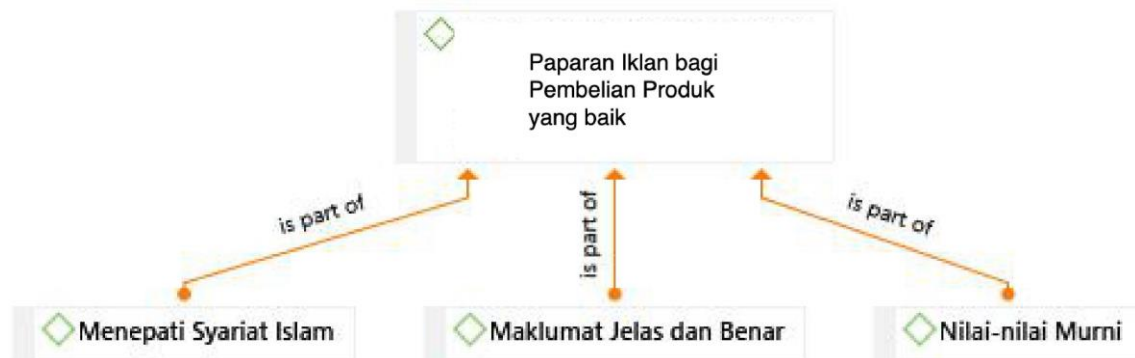 Paparan Iklan bagi
Pembelian Produk
yang baik
is part of
is part of
is part of
Menepati Syariat Islam
Maklumat Jelas dan Benar
Nilai-nilai Murni